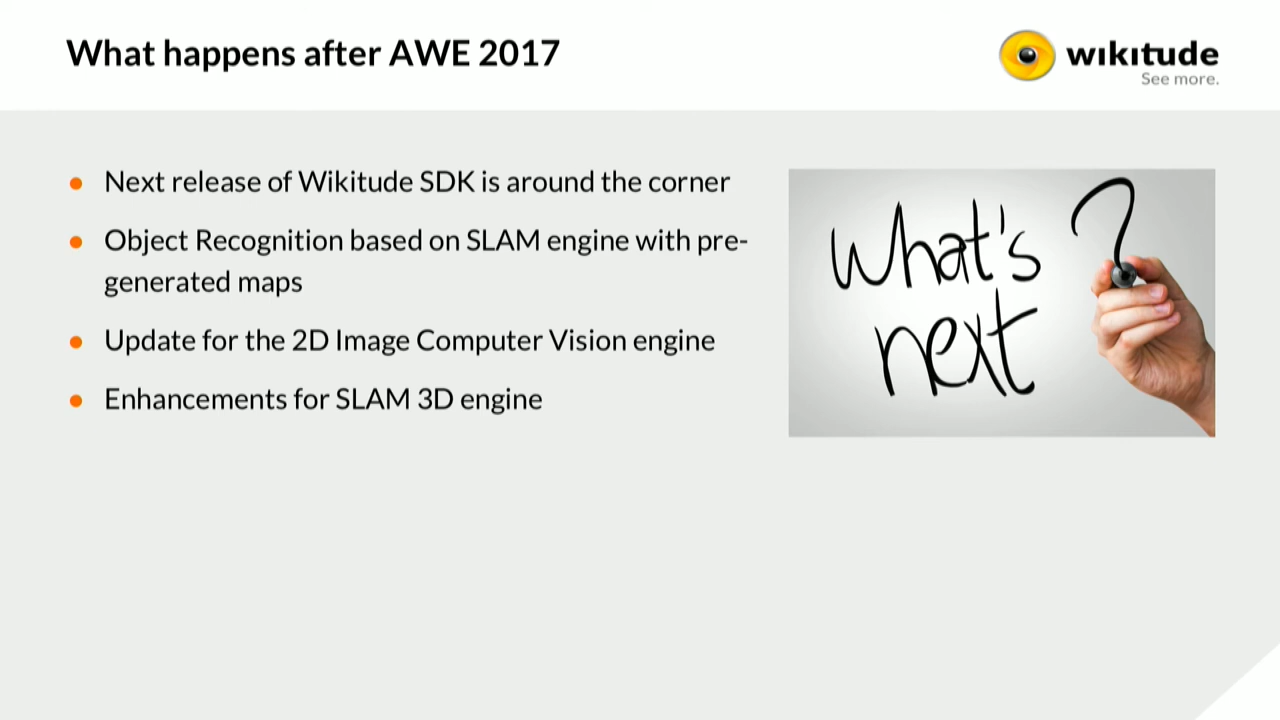 What happens after AWE 2017
wikitude
See more.
● Next release of Wikitude SDK is around the corner
● Object Recognition based on SLAM engine with pre-
generated maps
● Update for the 2D Image Computer Vision engine
● Enhancements for SLAM 3D engine
What's ?
next